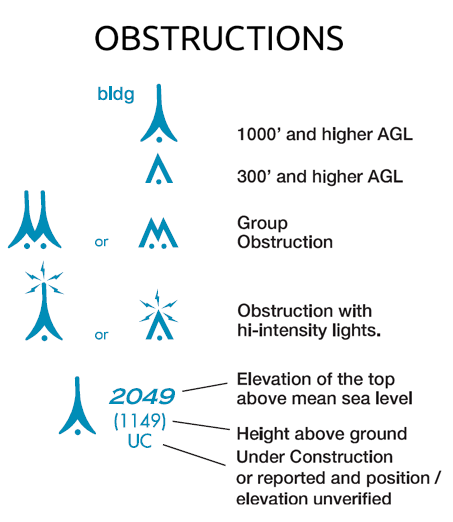 OBSTRUCTIONS
bldg
1000’ and higher AGL
300’ and higher AGL
or
Group
Obstruction
or
Obstruction with
hi-intensity lights.
2049
Elevation of the top
above mean sea level
(1149)
Height above ground
UC
Under Construction
or reported and position /
elevation unverified